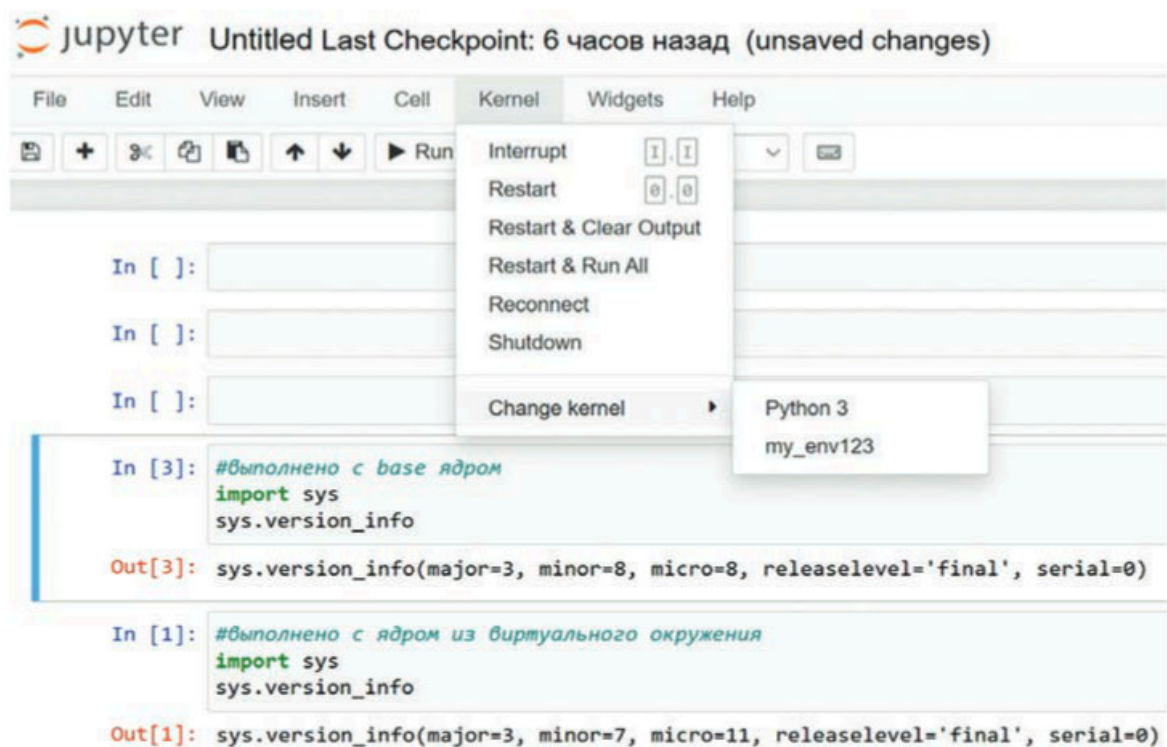 jupyter Untitled Last Checkpoint: 6 часов назад (unsaved changes)
File Edit View Insert Cell Kernel Widgets Help
Run
Interrupt I,I
Restart 0,0
Restart & Clear Output
Restart & Run All
Reconnect
Shutdown
Change kernel
Python 3
my_env123
In [ ]:
In [ ]:
In [ ]:
In [3]: #выполнено с base ядром
import sys
sys.version_info
Out[3]: sys.version_info(major=3, minor=8, micro=8, releaselevel='final', serial=0)
In [1]: #выполнено с ядром из виртуального окружения
import sys
sys.version_info
Out[1]: sys.version_info(major=3, minor=7, micro=11, releaselevel='final', serial=0)